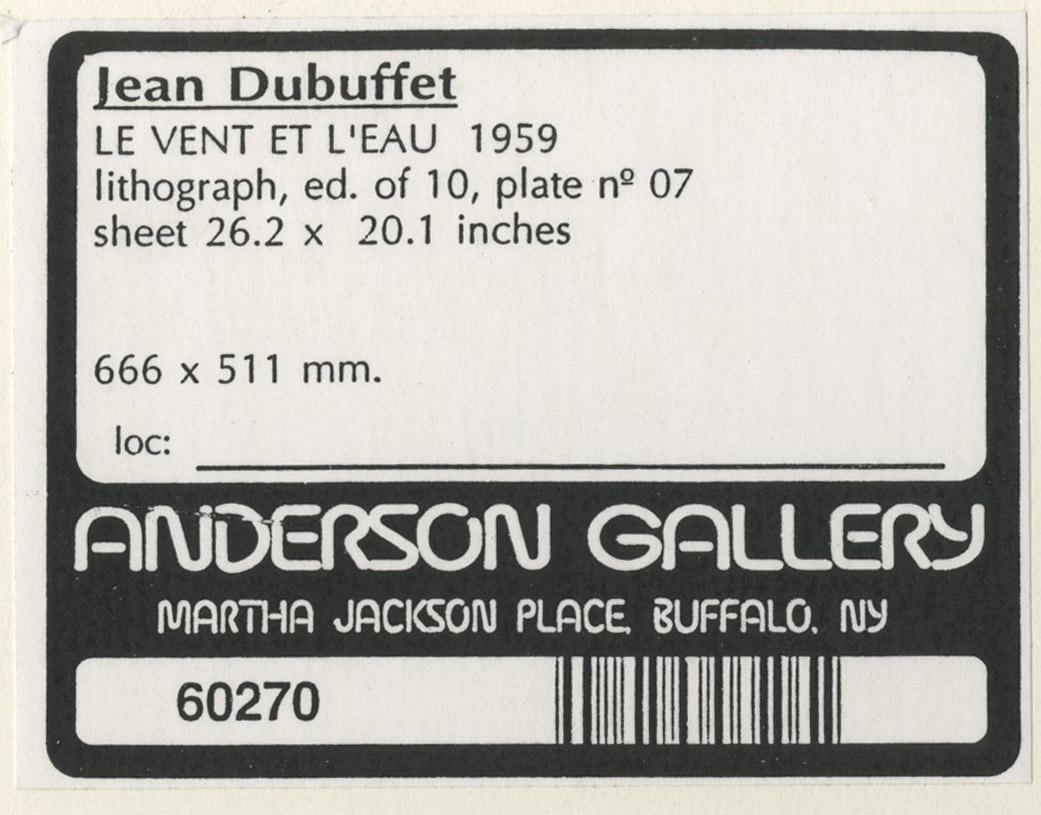 Jean Dubuffet
LE VENT ET L'EAU 1959
lithograph, ed. of 10, plate nº 07
sheet 26.2 x 20.1 inches
666 x 511 mm.
loc:
ANDERSON GALLERY
MARTHA JACKSON PLACE, BUFFALO, NY
60270